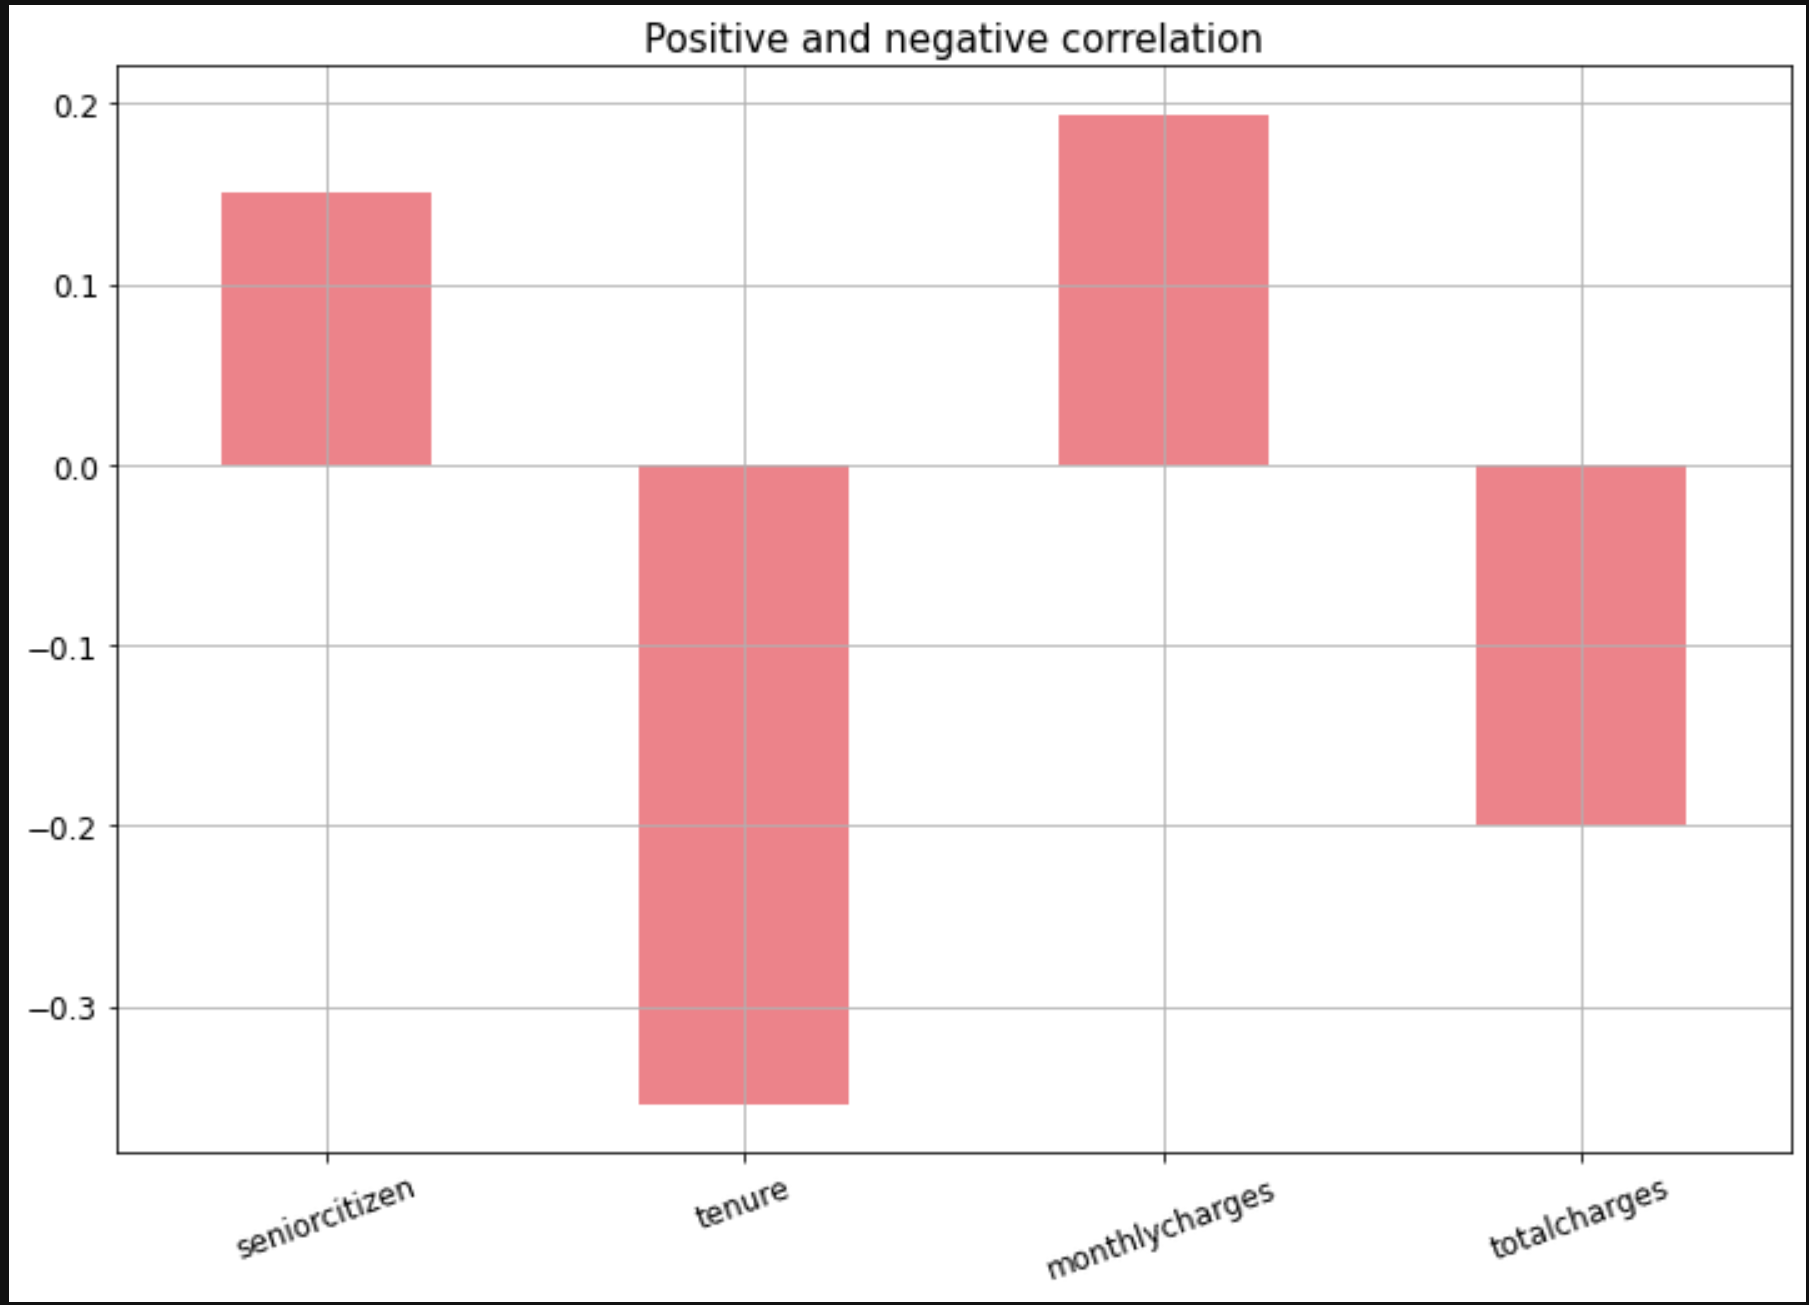 Positive and negative correlation
0.2
0.1
0.0
−0.1
−0.2
−0.3
seniorcitizen
tenure
monthlycharges
totalcharges